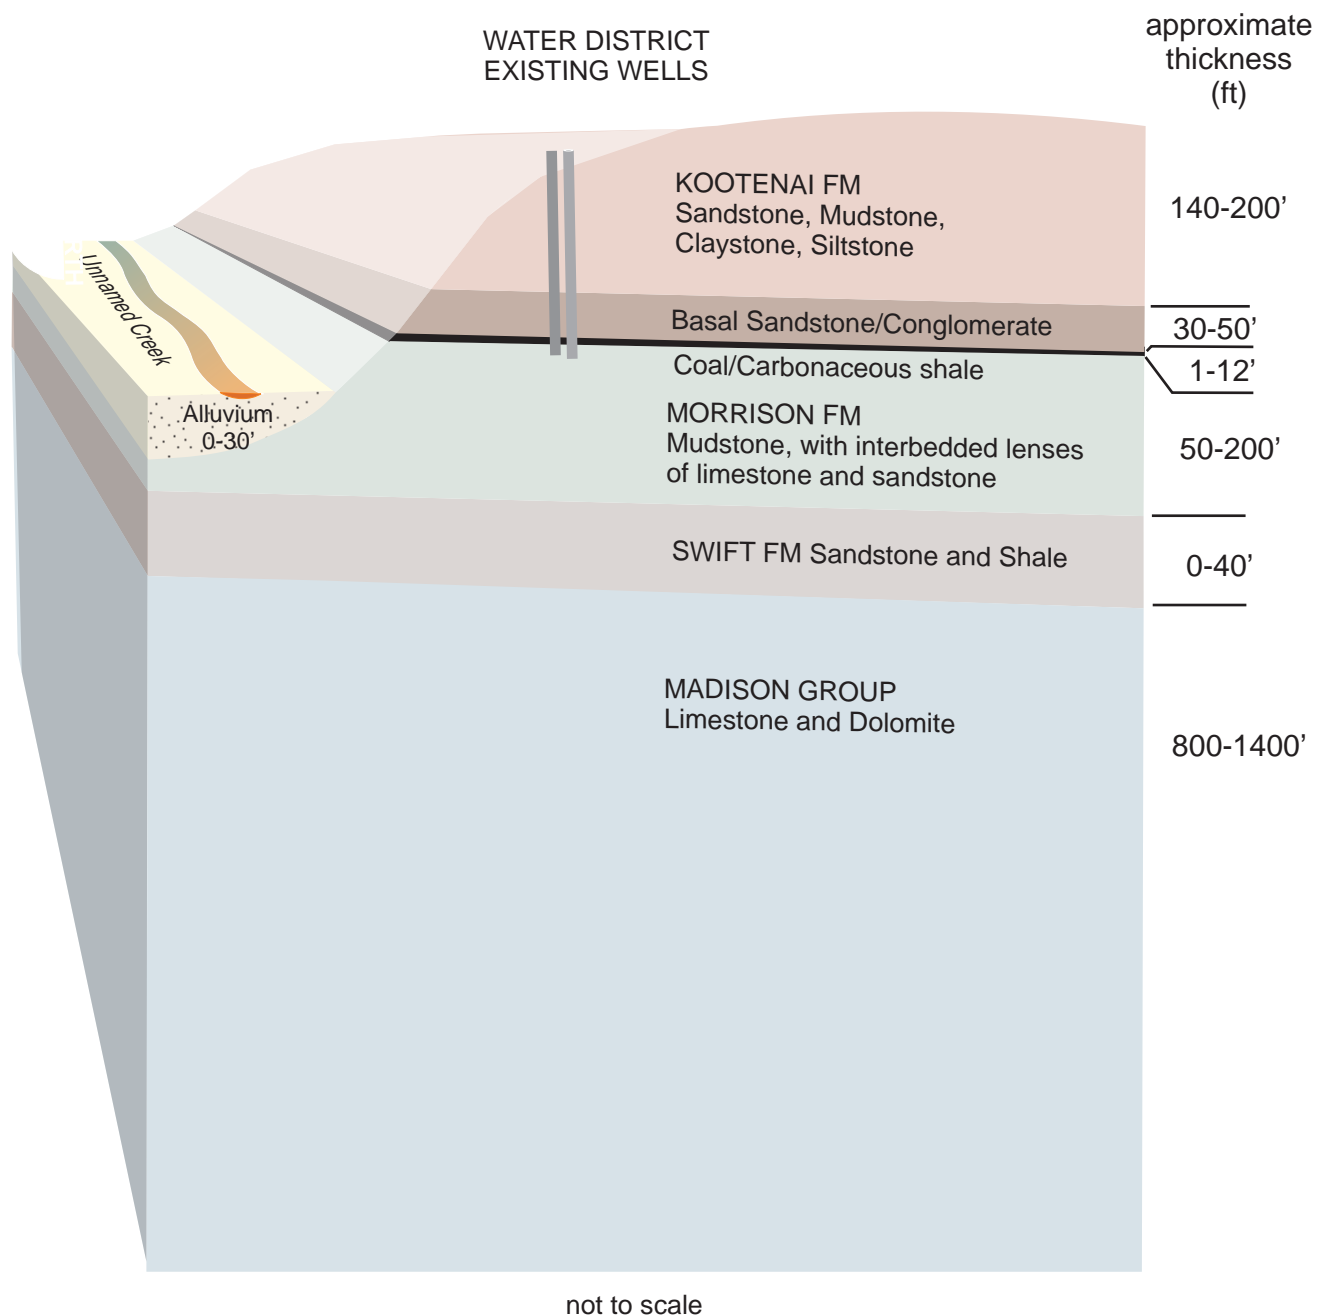 WATER DISTRICT
EXISTING WELLS
approximate
thickness
(ft)
KOOTENAI FM
Sandstone, Mudstone,
Claystone, Siltstone
140-200’
Unnamed Creek
Basal Sandstone/Conglomerate
30-50’
Coal/Carbonaceous shale
1-12’
Alluvium
0-30’
MORRISON FM
Mudstone, with interbedded lenses
of limestone and sandstone
50-200’
SWIFT FM Sandstone and Shale
0-40’
MADISON GROUP
Limestone and Dolomite
800-1400’
not to scale